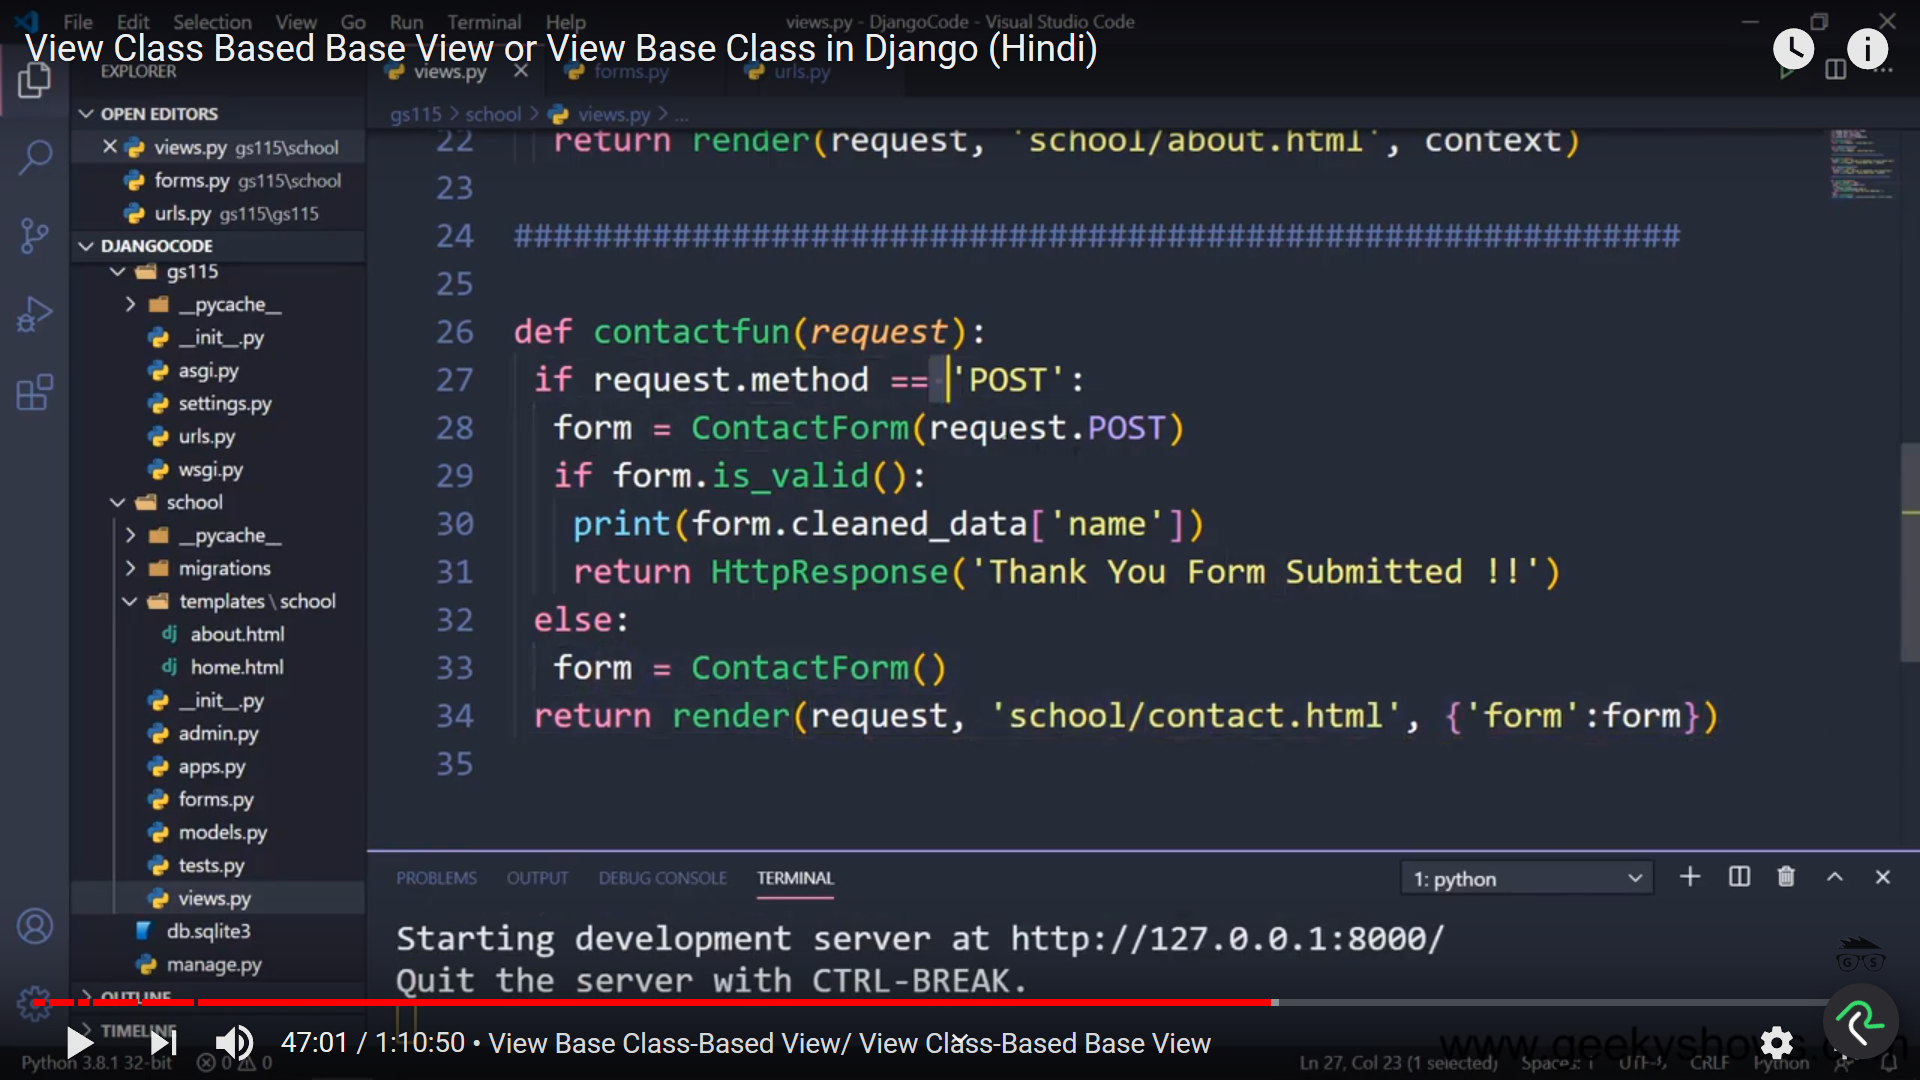 File Edit Selection View Go Run Terminal Help
views.py - DjangoCode - Visual Studio Code
View Class Based Base View or View Base Class in Django (Hindi)
EXPLORER
views.py
forms.py
urls.py
OPEN EDITORS
gs115 > school > views.py > ...
views.py gs115\school
forms.py gs115\school
urls.py gs115\gs115
DJANGOCODE
gs115
__pycache__
__init__.py
asgi.py
settings.py
urls.py
wsgi.py
school
__pycache__
migrations
templates\school
about.html
home.html
__init__.py
admin.py
apps.py
forms.py
models.py
tests.py
views.py
db.sqlite3
manage.py
OUTLINE
TIMELINE
22 return render(request, 'school/about.html', context)
23
24 ###########################################################
25
26 def contactfun(request):
27 if request.method == 'POST':
28 form = ContactForm(request.POST)
29 if form.is_valid():
30 print(form.cleaned_data['name'])
31 return HttpResponse('Thank You Form Submitted !!')
32 else:
33 form = ContactForm()
34 return render(request, 'school/contact.html', {'form':form})
35
PROBLEMS OUTPUT DEBUG CONSOLE TERMINAL
1: python
Starting development server at http://127.0.0.1:8000/
Quit the server with CTRL-BREAK.
G S
47:01 / 1:10:50 • View Base Class-Based View/ View Class-Based Base View
Python 3.8.1 32-bit 0 0
Ln 27, Col 23 (1 selected) Spaces: 1 UTF-8 CRLF Python